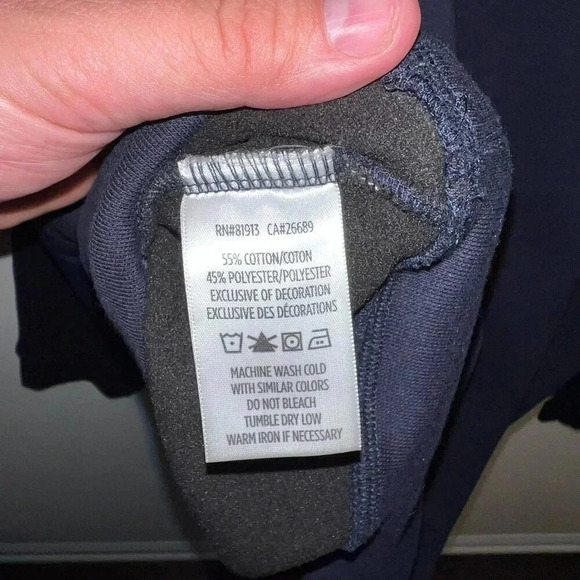 RN#81913 CA#26689
55% COTTON/COTON
45% POLYESTER/POLYESTER
EXCLUSIVE OF DECORATION
EXCLUSIVE DES DÉCORATIONS
MACHINE WASH COLD
WITH SIMILAR COLORS
DO NOT BLEACH
TUMBLE DRY LOW
WARM IRON IF NECESSARY